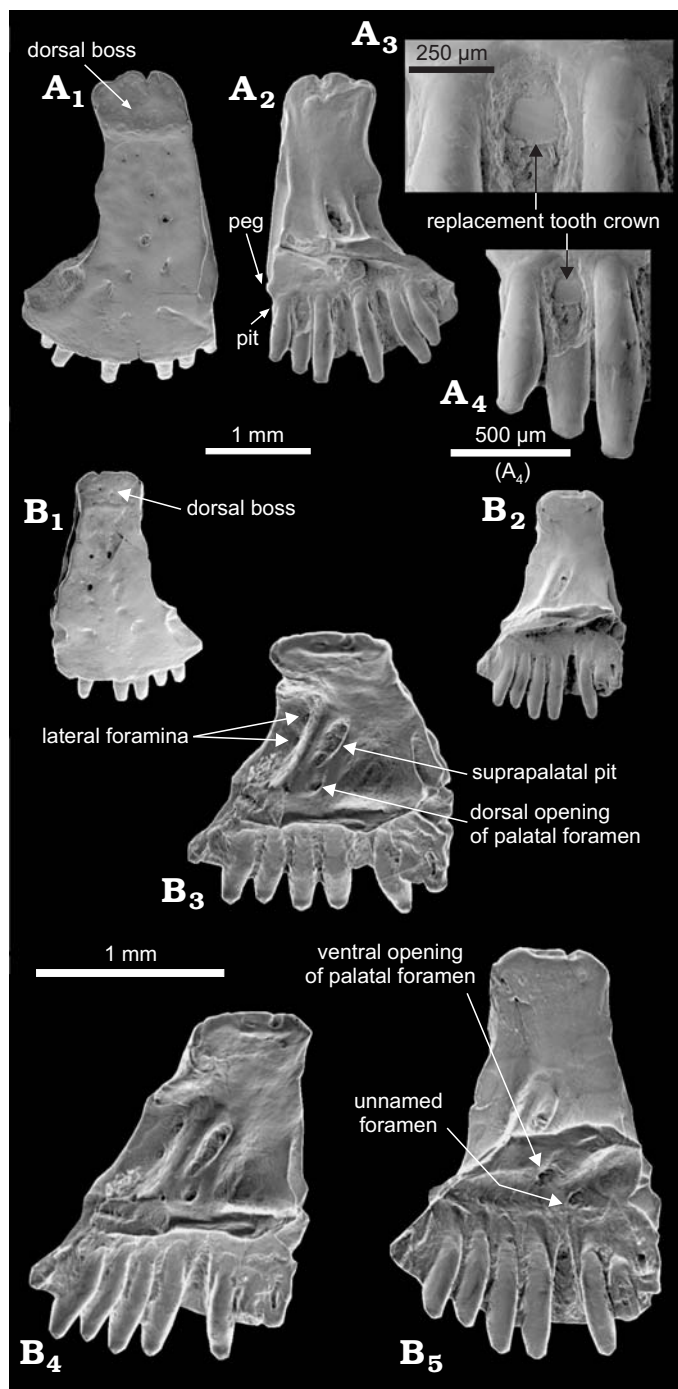 dorsal boss
A1
A2
A3
250 µm
replacement tooth crown
peg
pit
A4
1 mm
500 µm
(A4)
B1
dorsal boss
B2
lateral foramina
suprapalatal pit
dorsal opening
of palatal foramen
B3
1 mm
ventral opening
of palatal foramen
unnamed
foramen
B4
B5